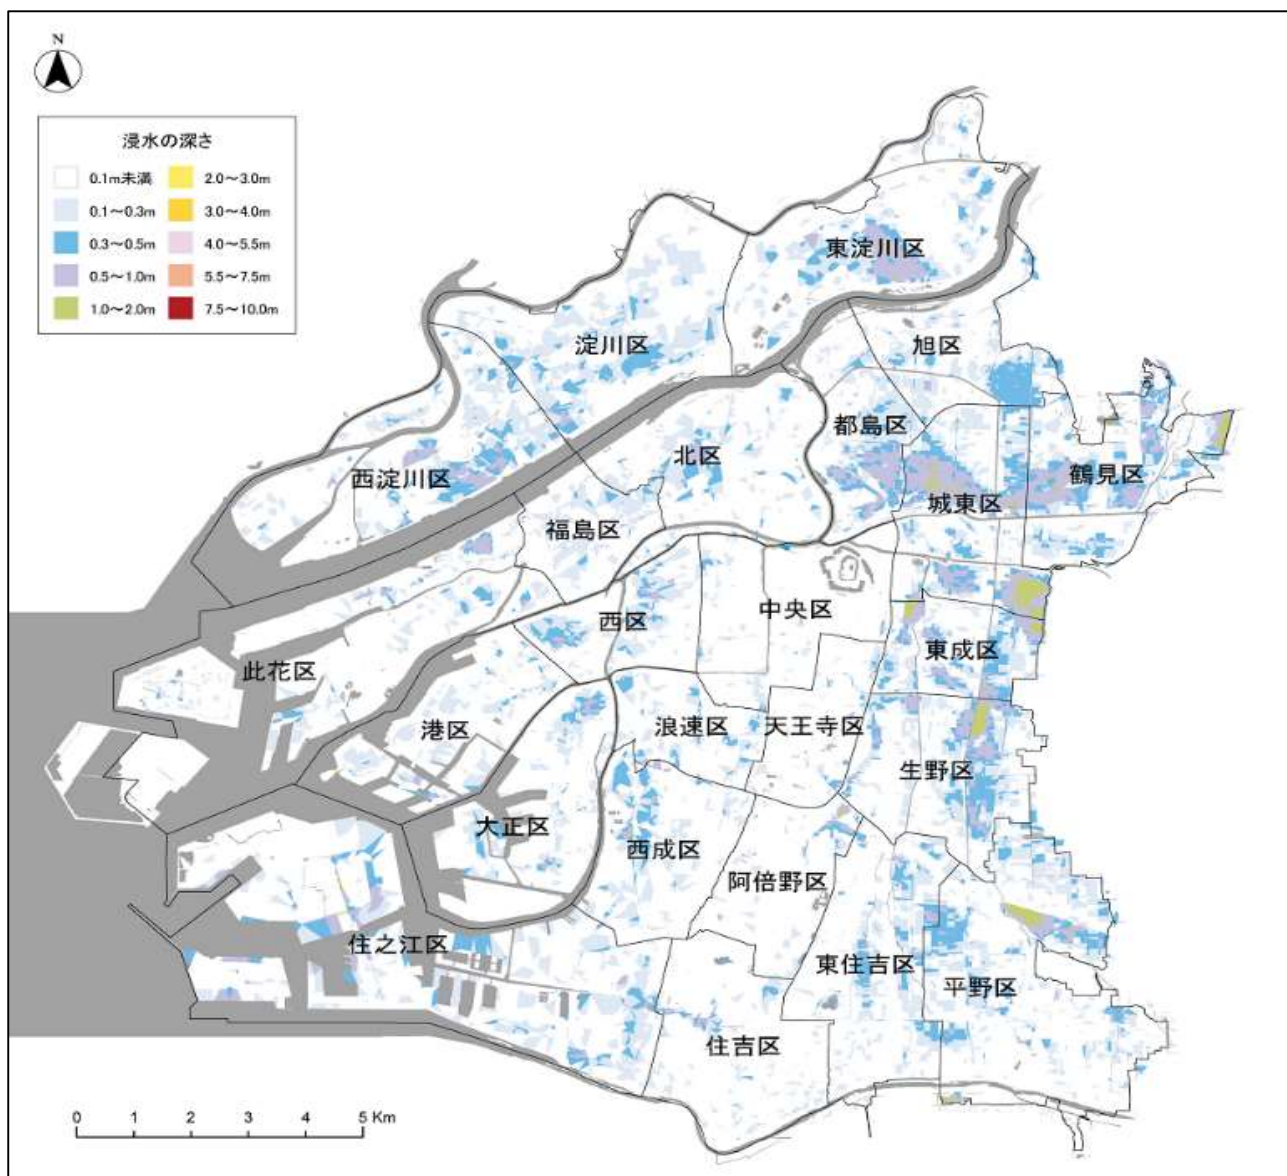 N
浸水の深さ
0.1m未満 2.0～3.0m
0.1～0.3m 3.0～4.0m
0.3～0.5m 4.0～5.5m
0.5～1.0m 5.5～7.5m
1.0～2.0m 7.5～10.0m
東淀川区
淀川区
旭区
都島区
北区
鶴見区
西淀川区
城東区
福島区
中央区
西区
東成区
此花区
港区
浪速区
天王寺区
生野区
大正区
西成区
阿倍野区
住之江区
東住吉区
平野区
住吉区
0 1 2 3 4 5 Km